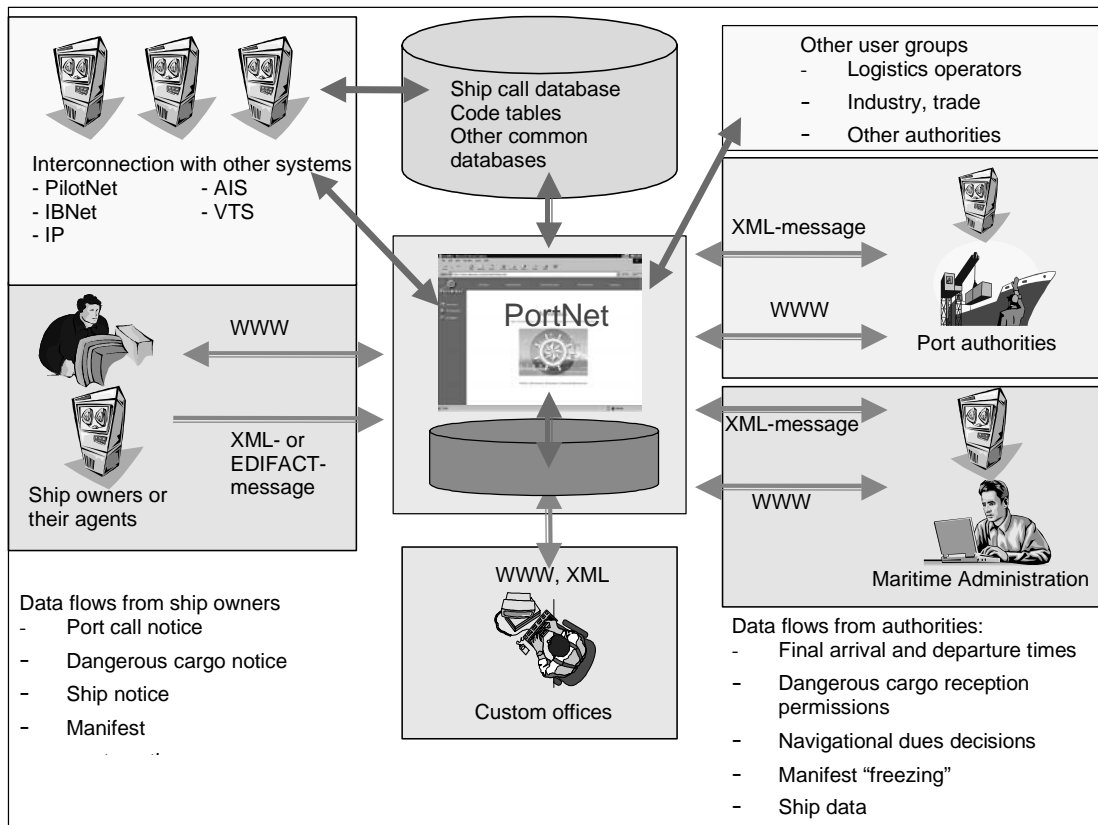 Interconnection with other systems
- PilotNet - AIS
- IBNet - VTS
- IP
Ship call database
Code tables
Other common
databases
Other user groups
- Logistics operators
- Industry, trade
- Other authorities
WWW
XML- or
EDIFACT-
message
Ship owners or
their agents
PortNet
XML-message
WWW
Port authorities
XML-message
WWW
Maritime Administration
WWW, XML
Custom offices
Data flows from ship owners
- Port call notice
- Dangerous cargo notice
- Ship notice
- Manifest
Data flows from authorities:
- Final arrival and departure times
- Dangerous cargo reception
permissions
- Navigational dues decisions
- Manifest “freezing”
- Ship data